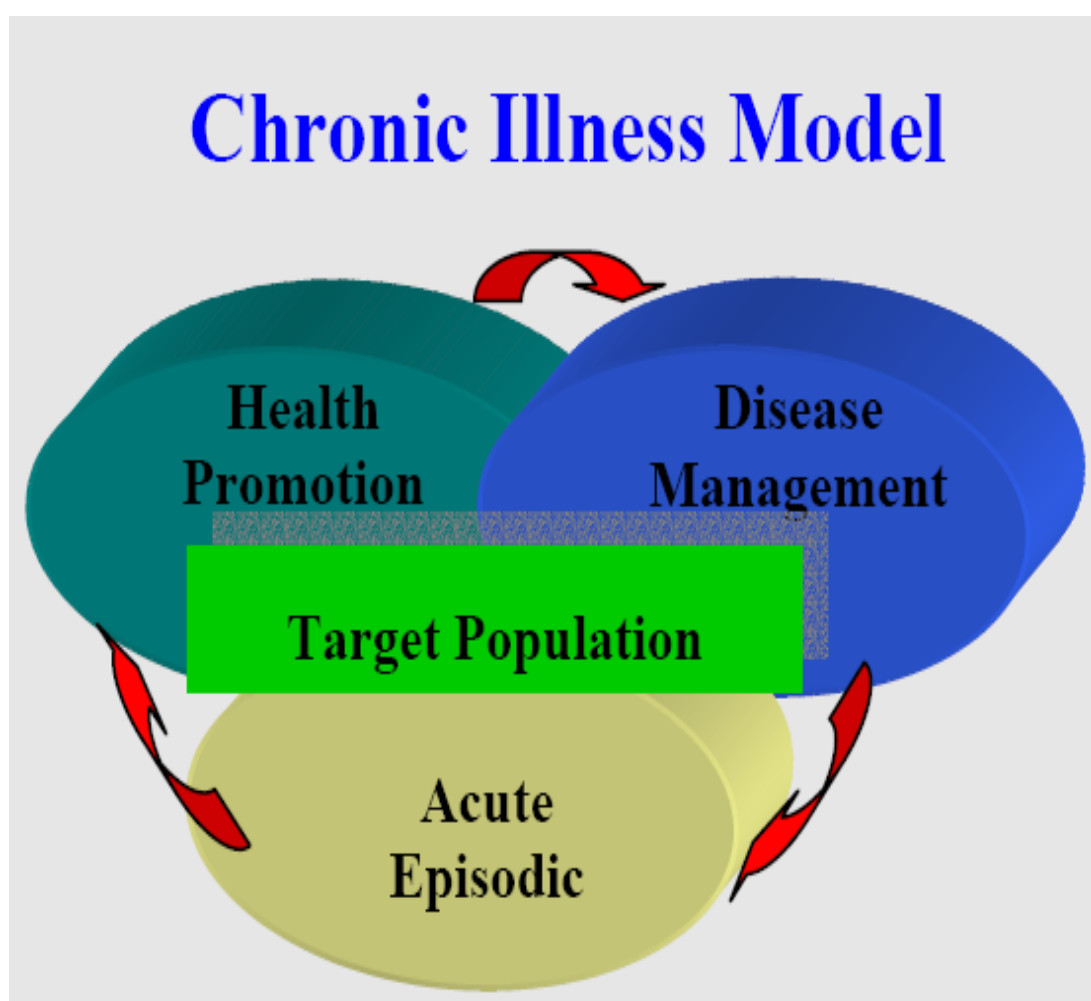 Chronic Illness Model
Health
Promotion
Disease
Management
Target Population
Acute
Episodic